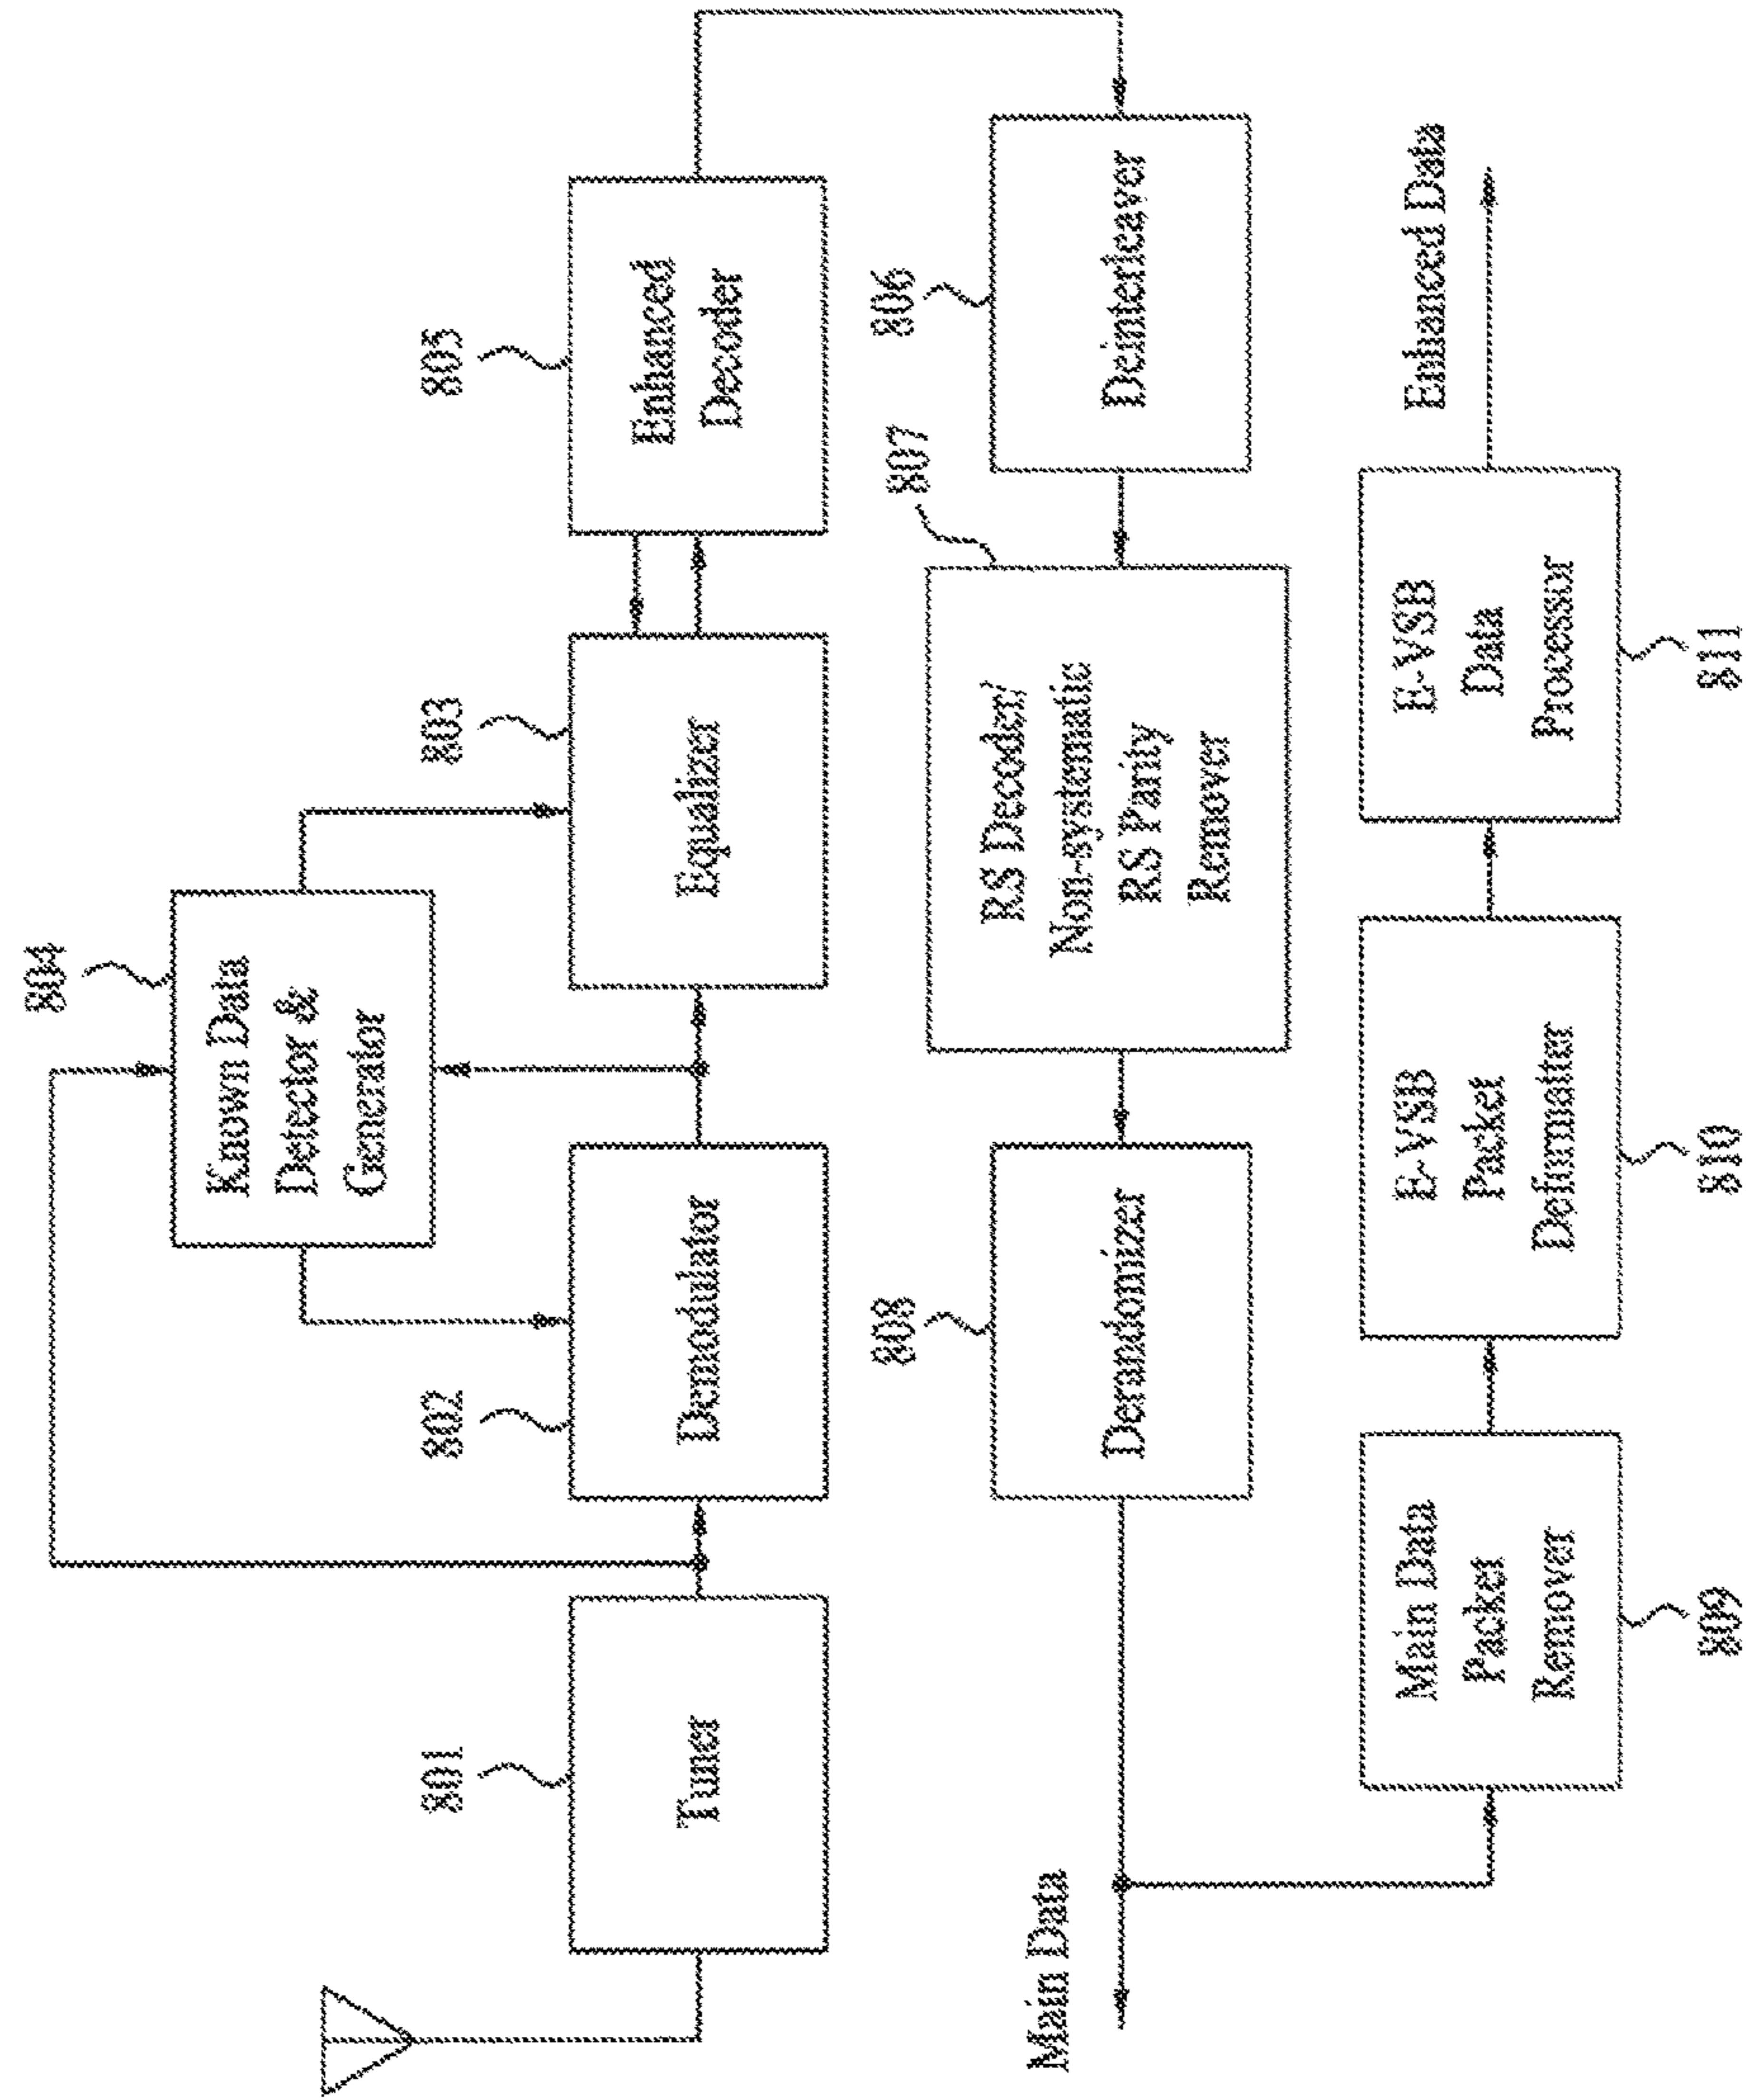 804
Known Data
Detector &
Generator
801
802
803
805
Tuner
Demodulator
Equalizer
Enhanced
Decoder
808
807
806
Main Data
Derandomizer
RS Decoder/
Non-systematic
RS Parity
Remover
Deinterleaver
Main Data
Packet
Remover
E-VSB
Packet
Defirmatter
E-VSB
Data
Processor
Enhanced Data
809
810
811